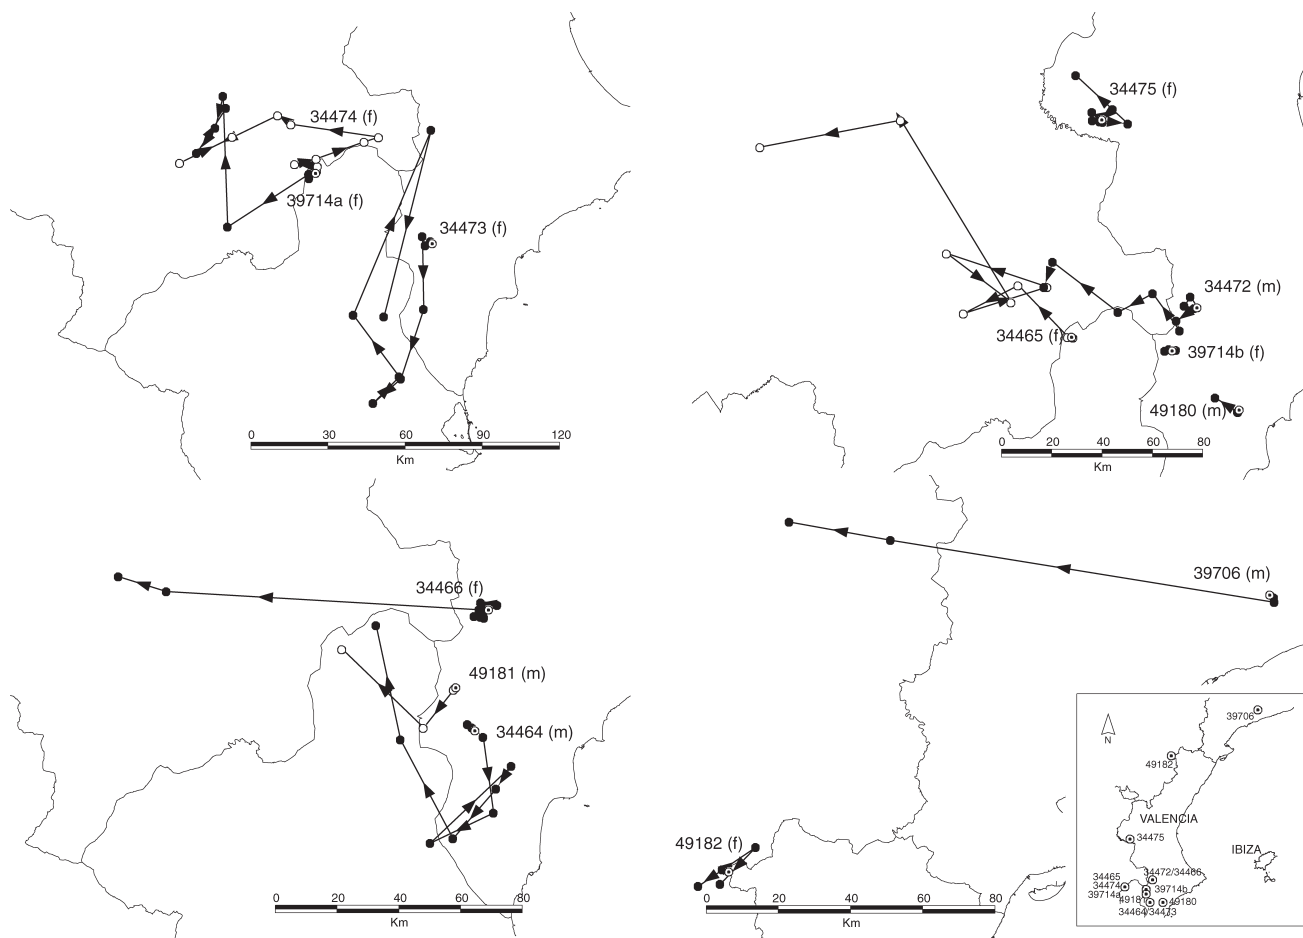 34474 (f)
39714a (f)
34473 (f)
0 30 60 90 120
Km
34475 (f)
34472 (m)
34465 (f)
39714b (f)
49180 (m)
0 20 40 60 80
Km
34466 (f)
49181 (m)
34464 (m)
0 20 40 60 80
Km
39706 (m)
49182 (f)
0 20 40 60 80
Km
39706
N
49182
VALENCIA
34475
IBIZA
34465
34472/34466
34474
39714b
39714a
49181
49180
34464/34473